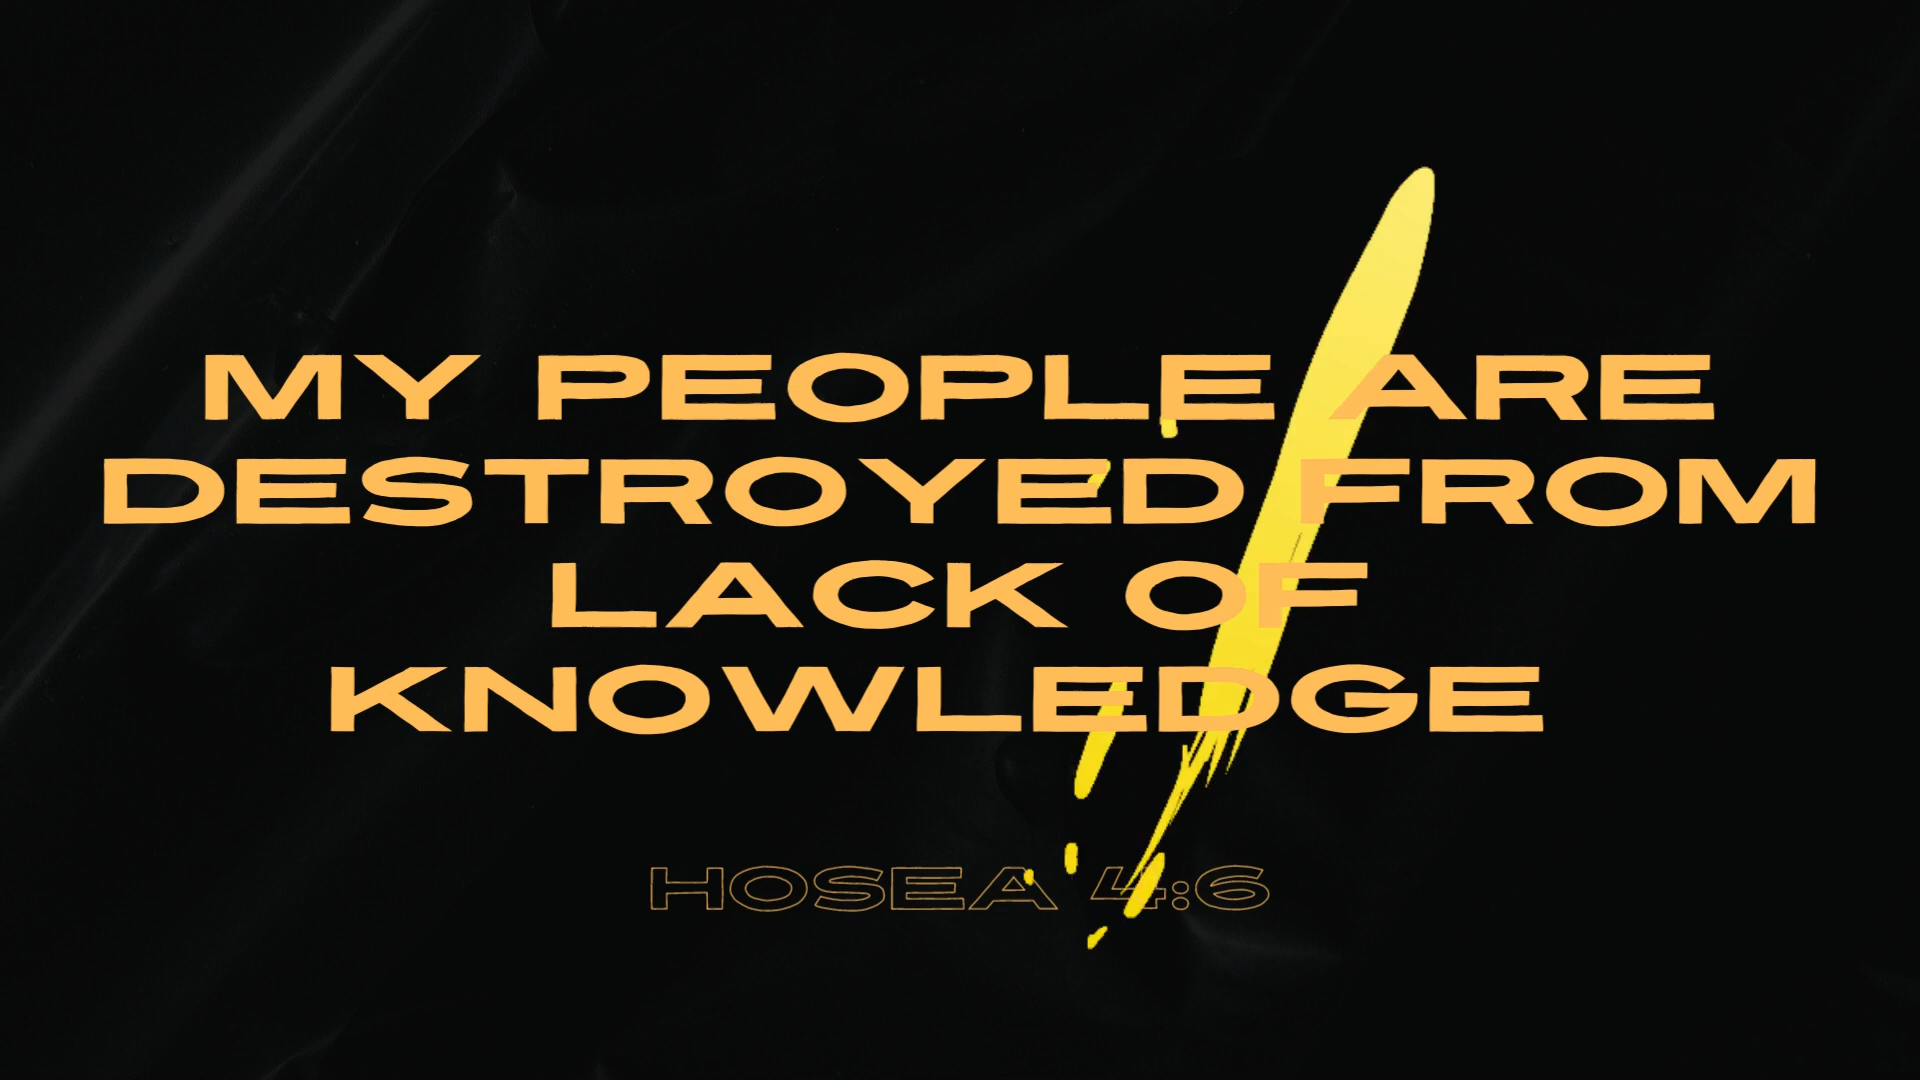 MY PEOPLE ARE
DESTROYED FROM
LACK OF
KNOWLEDGE
HOSEA 4:6